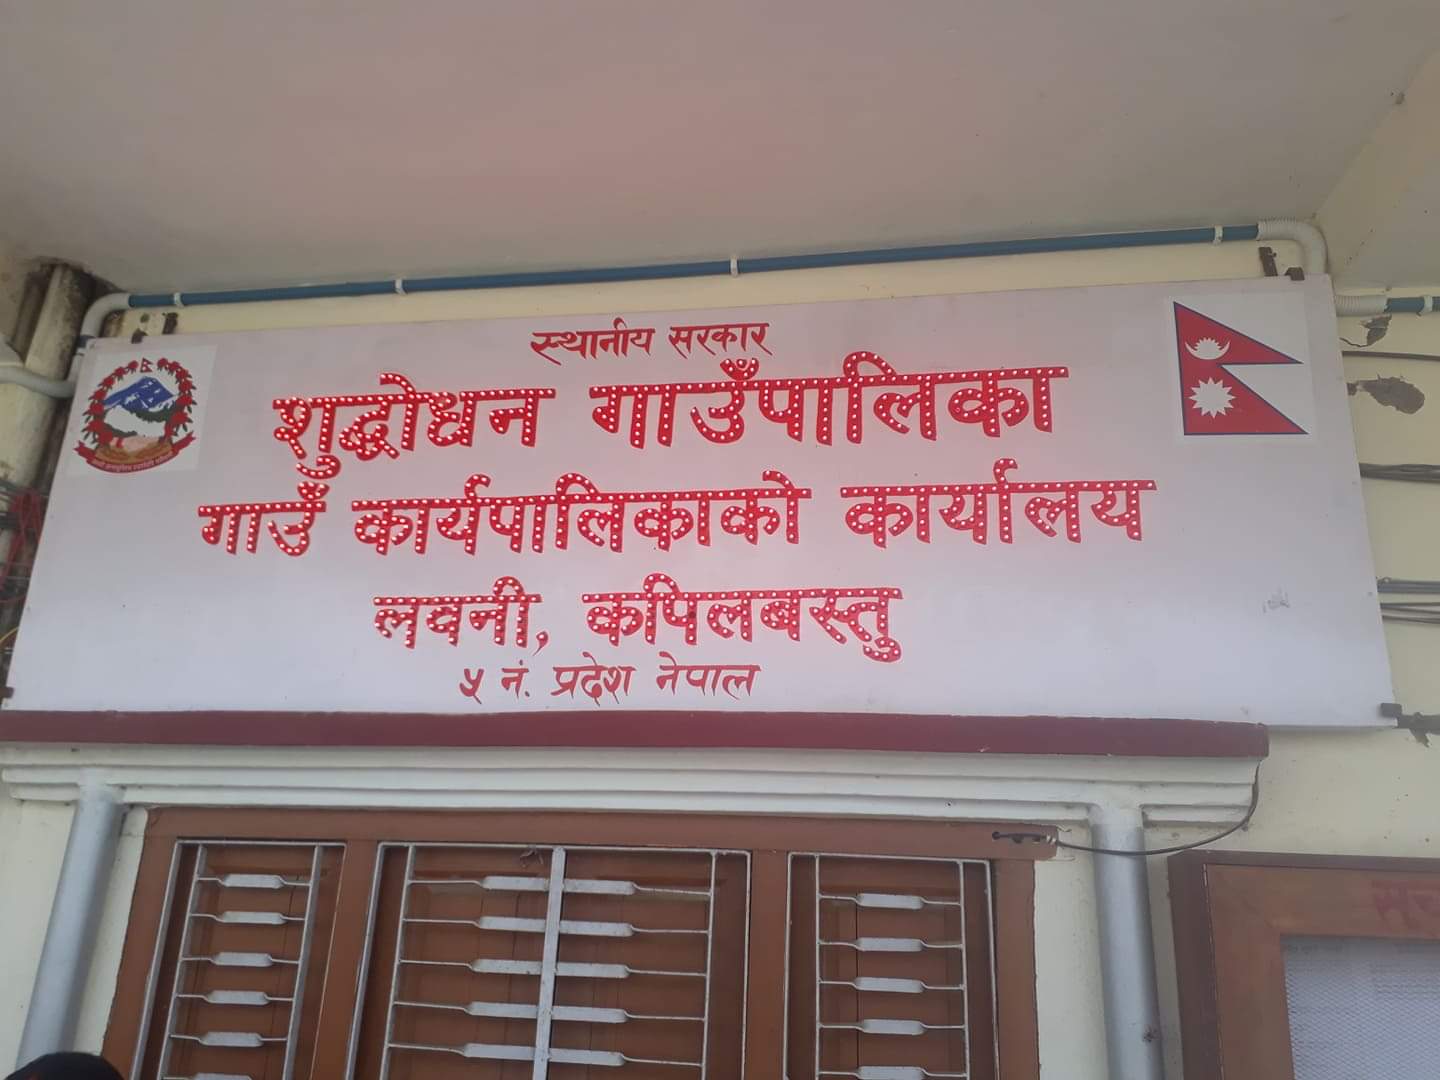 स्थानीय सरकार
शुद्धोधन गाउँपालिका
गाउँ कार्यपालिकाको कार्यालय
लवनी, कपिलबस्तु
५ नं. प्रदेश नेपाल